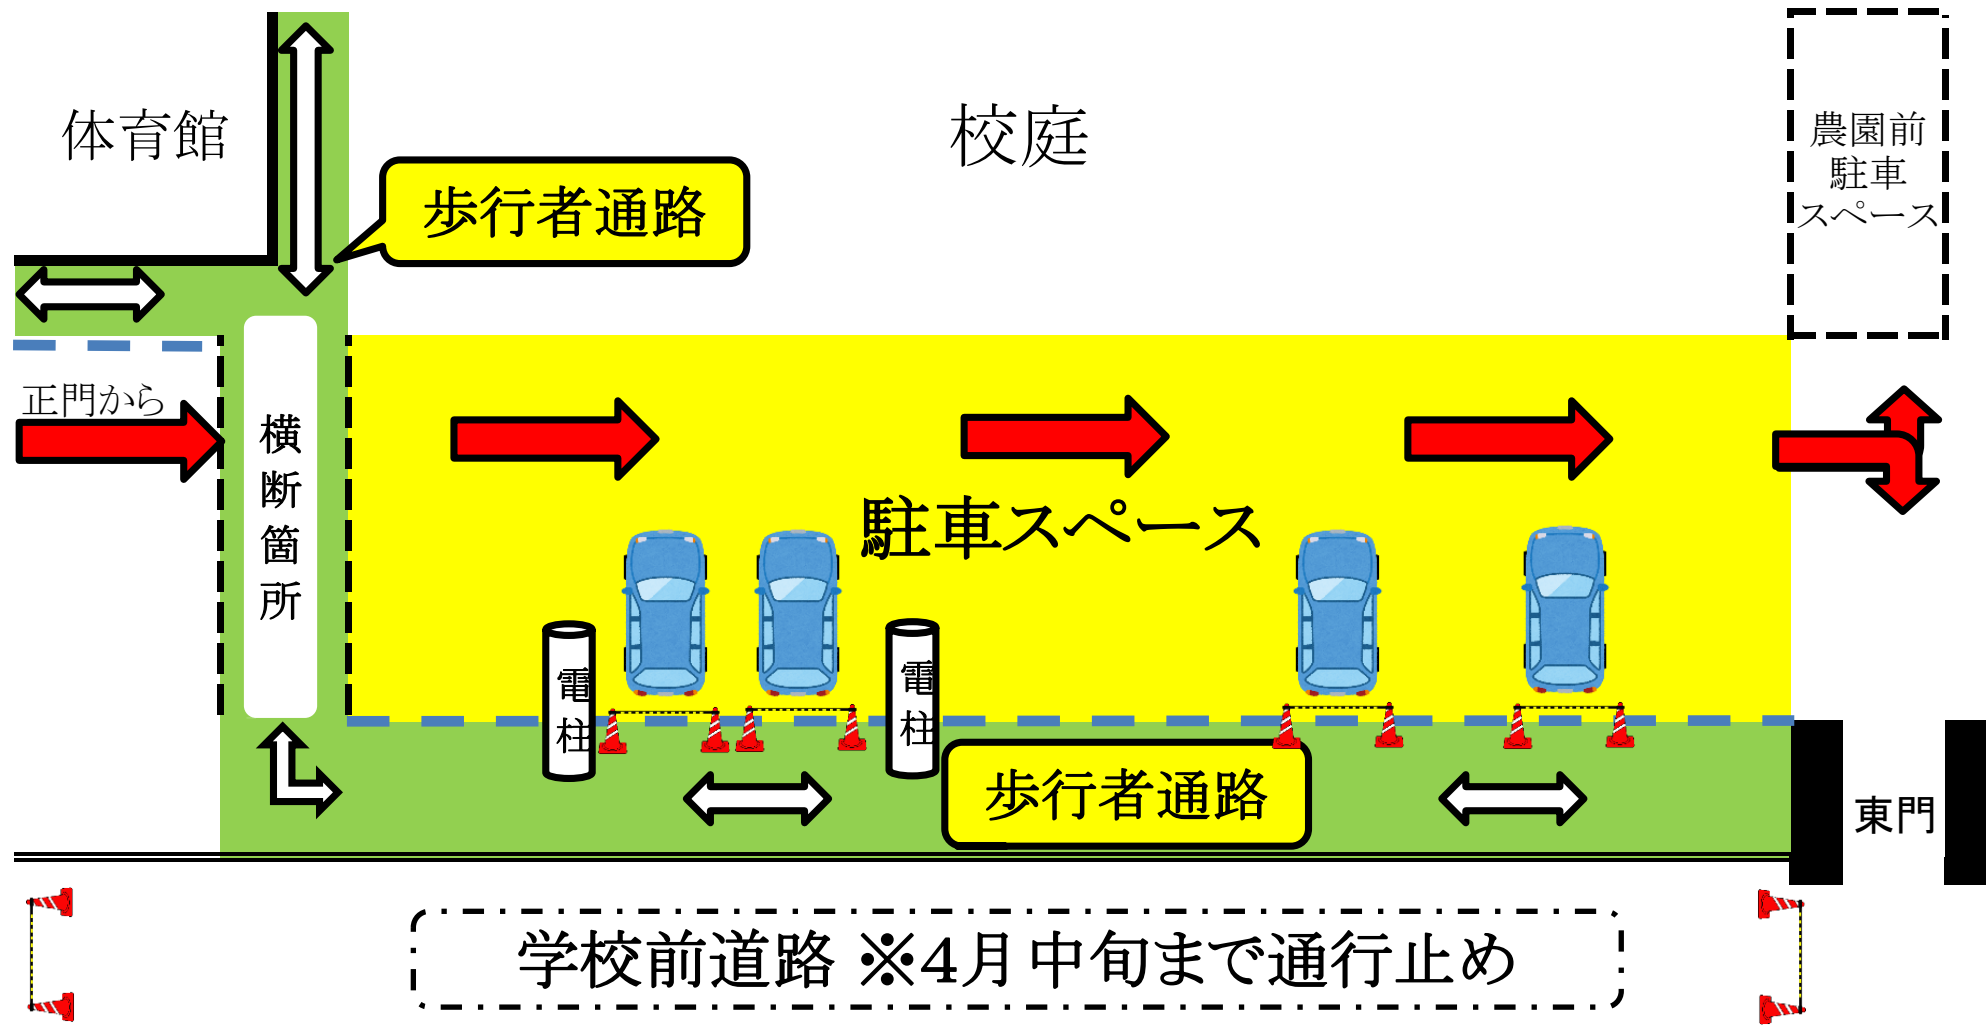 体育館
校庭
農園前
駐車
スペース
歩行者通路
正門から
横断箇所
駐車スペース
電柱
電柱
歩行者通路
東門
学校前道路 ※4月中旬まで通行止め